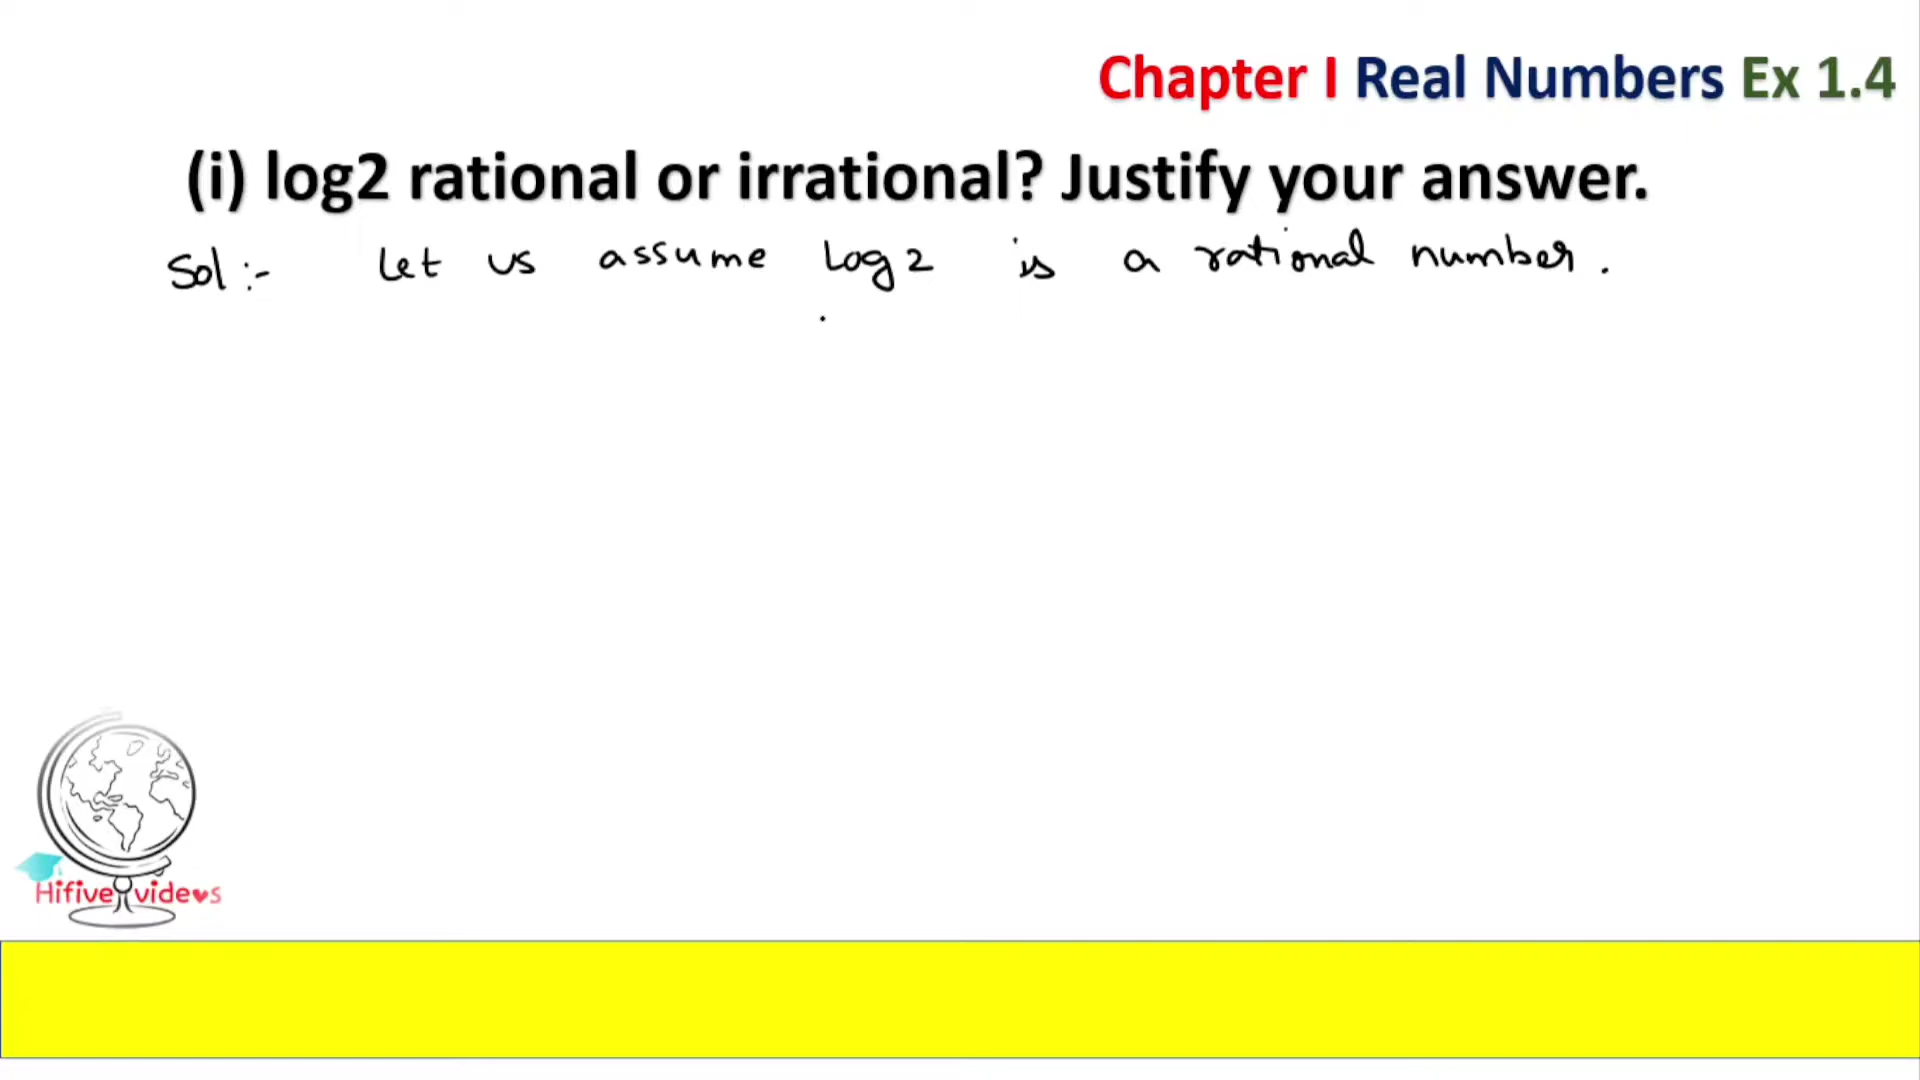 Chapter I Real Numbers Ex 1.4
(i) log2 rational or irrational? Justify your answer.
Sol :- Let us assume log 2 is a rational number.
Hifive videos